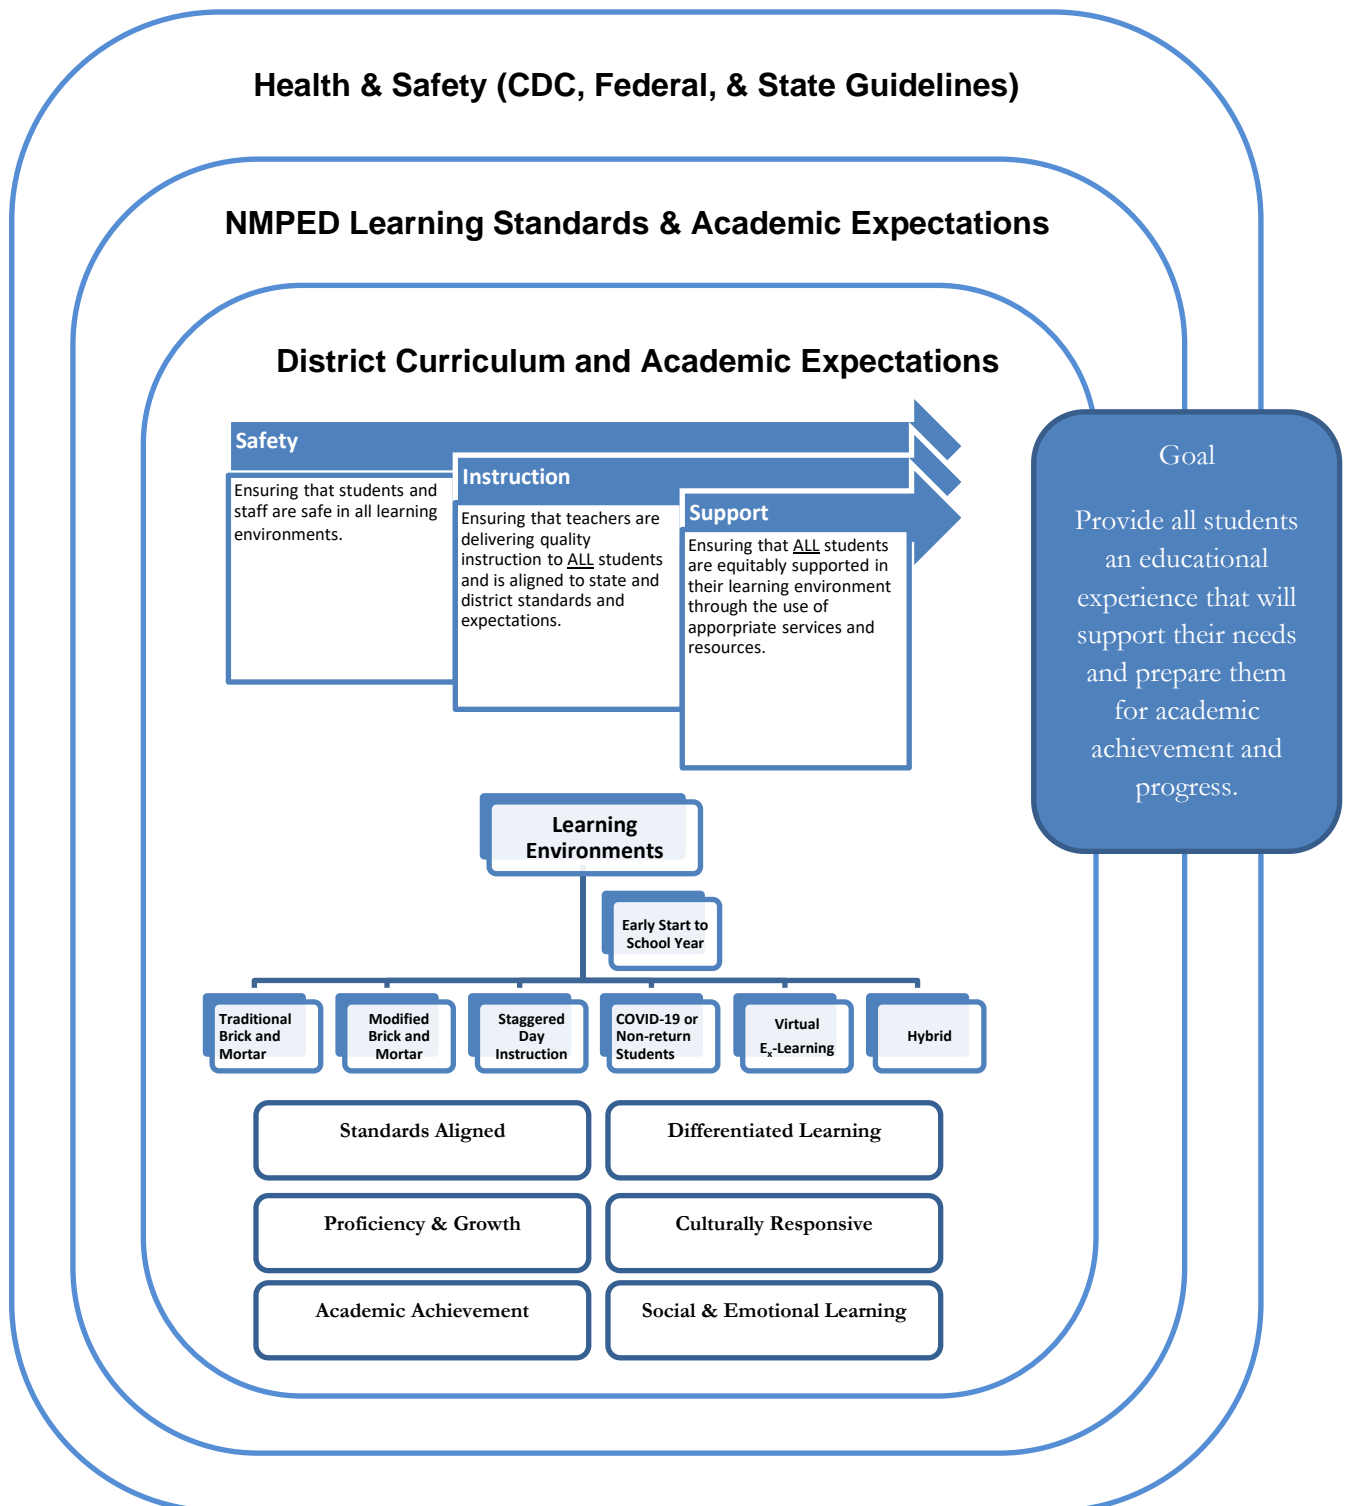 Health & Safety (CDC, Federal, & State Guidelines)
NMPED Learning Standards & Academic Expectations
District Curriculum and Academic Expectations
Safety
Ensuring that students and
staff are safe in all learning
environments.
Instruction
Ensuring that teachers are
delivering quality
instruction to ALL students
and is aligned to state and
district standards and
expectations.
Support
Ensuring that ALL students
are equitably supported in
their learning environment
through the use of
apporpriate services and
resources.
Goal
Provide all students
an educational
experience that will
support their needs
and prepare them
for academic
achievement and
progress.
Learning
Environments
Early Start to
School Year
Traditional
Brick and
Mortar
Modified
Brick and
Mortar
Staggered
Day
Instruction
COVID-19 or
Non-return
Students
Virtual
Ex-Learning
Hybrid
Standards Aligned
Differentiated Learning
Proficiency & Growth
Culturally Responsive
Academic Achievement
Social & Emotional Learning